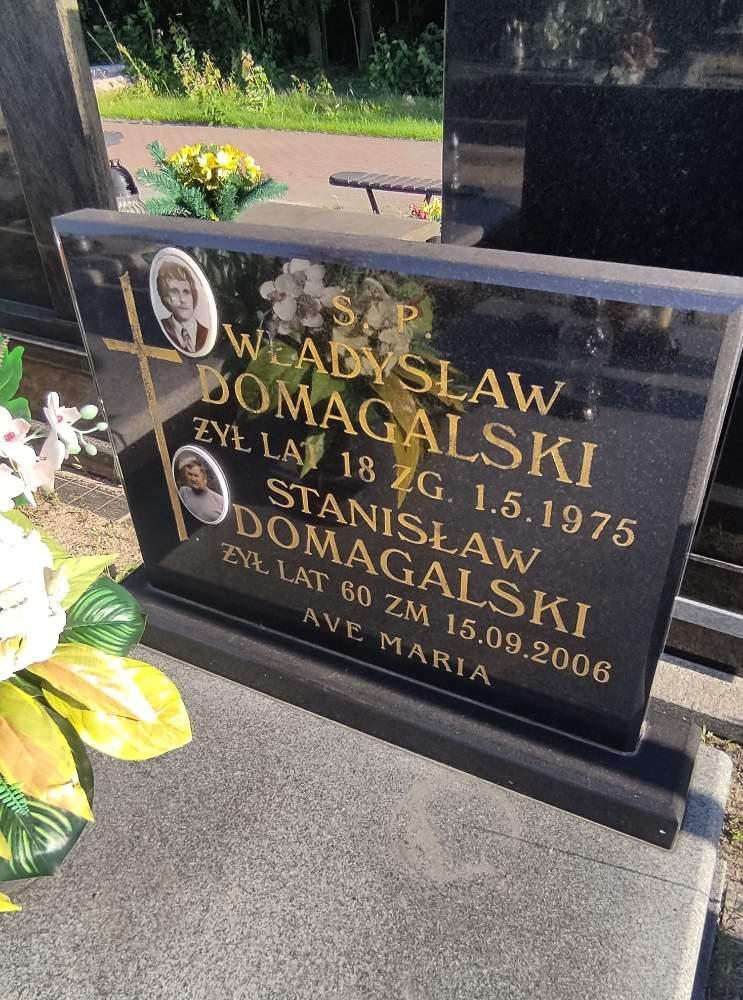 Ś. P.
WŁADYSŁAW
DOMAGALSKI
ŻYŁ LAT 18 ZG. 1.5.1975
STANISŁAW
DOMAGALSKI
ŻYŁ LAT 60 ZM 15.09.2006
AVE MARIA